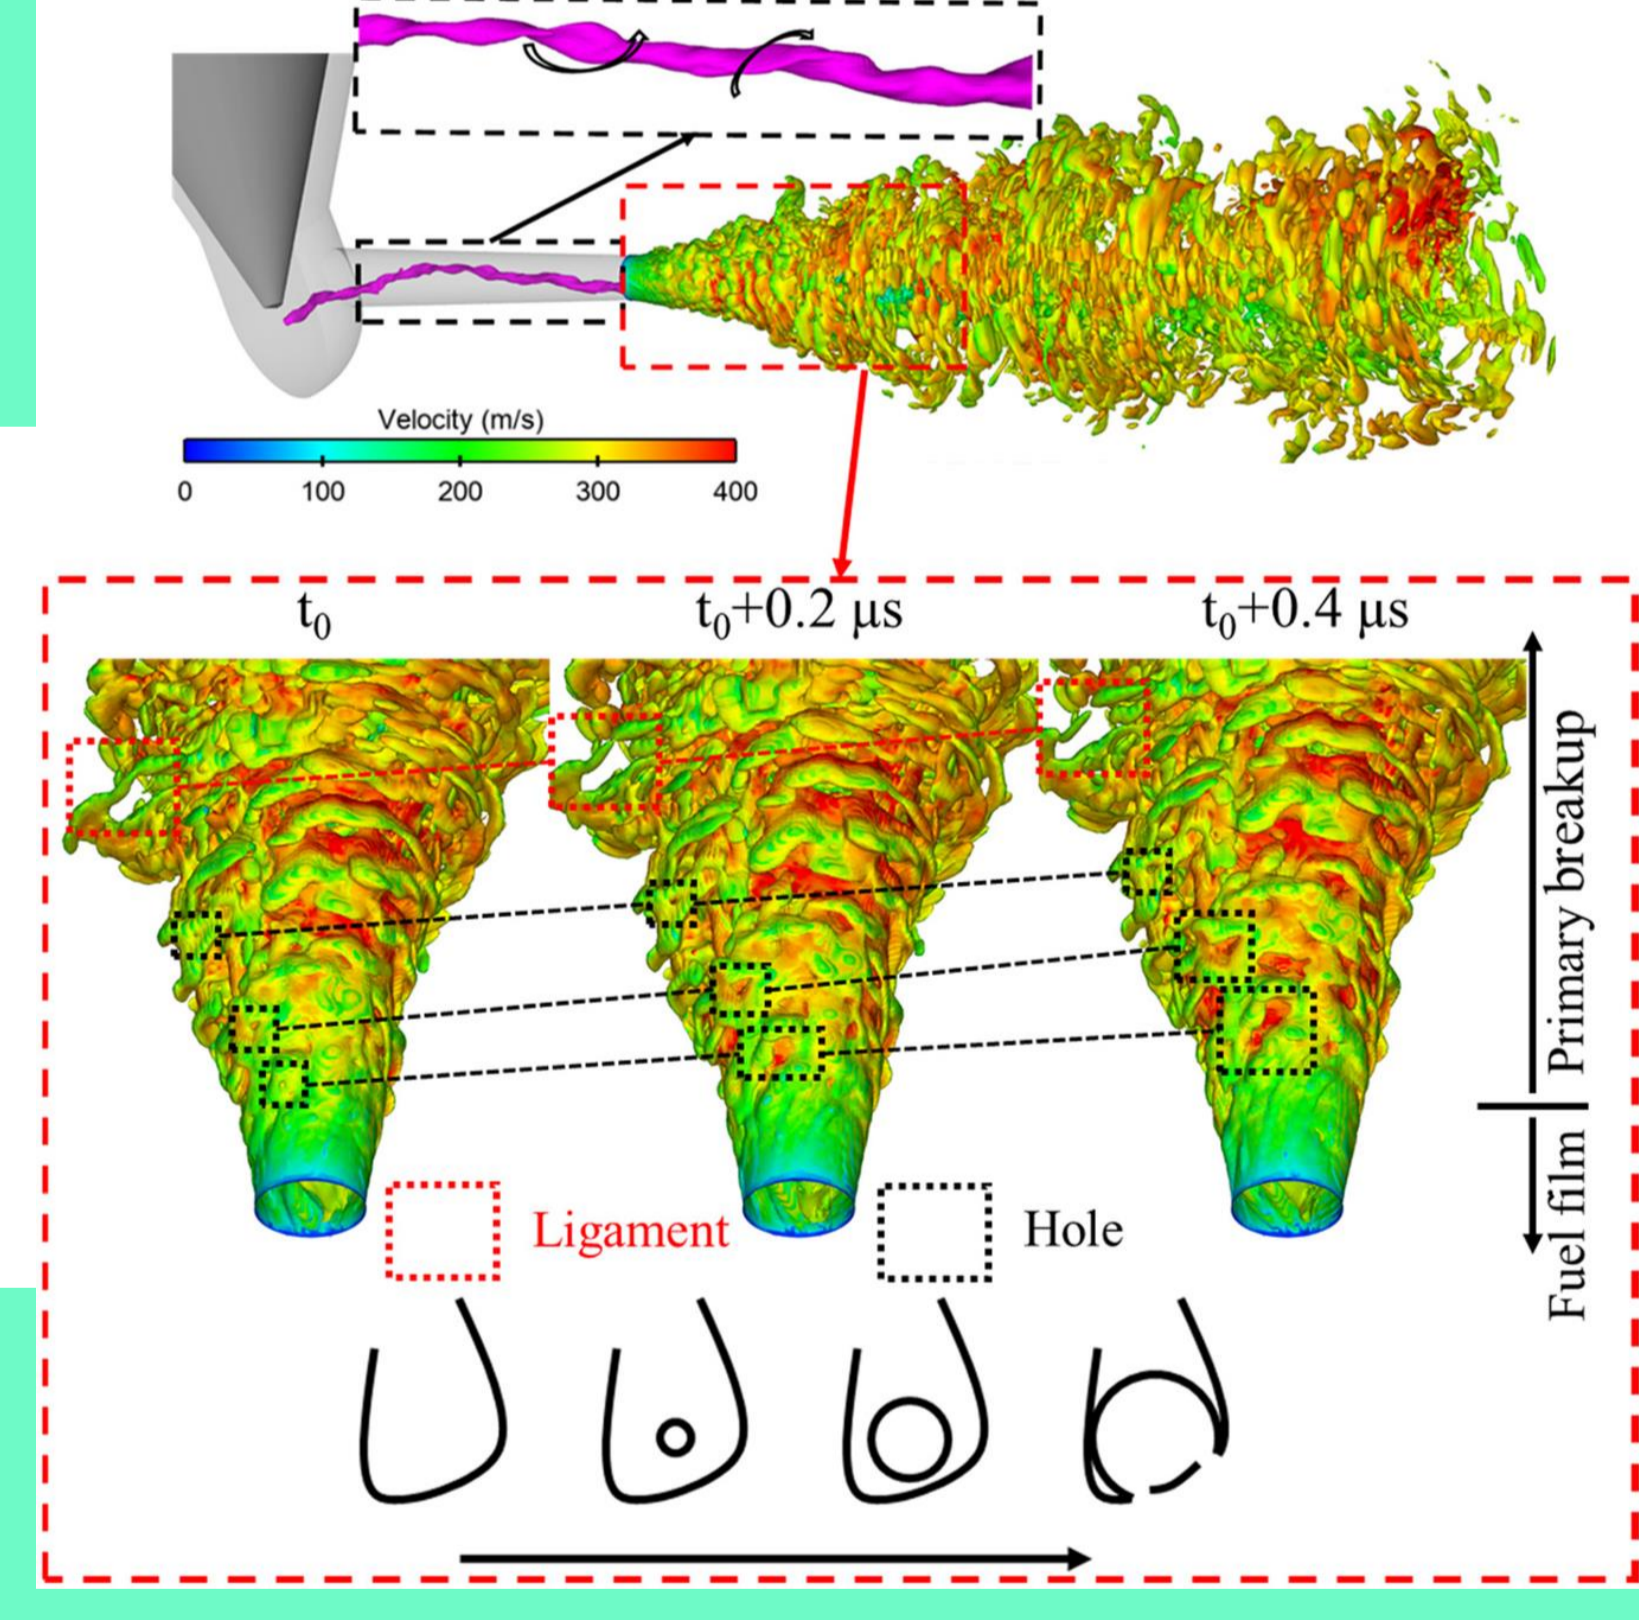 Velocity (m/s)
0 100 200 300 400
t₀ t₀+0.2 μs t₀+0.4 μs
Primary breakup
Fuel film
Ligament Hole